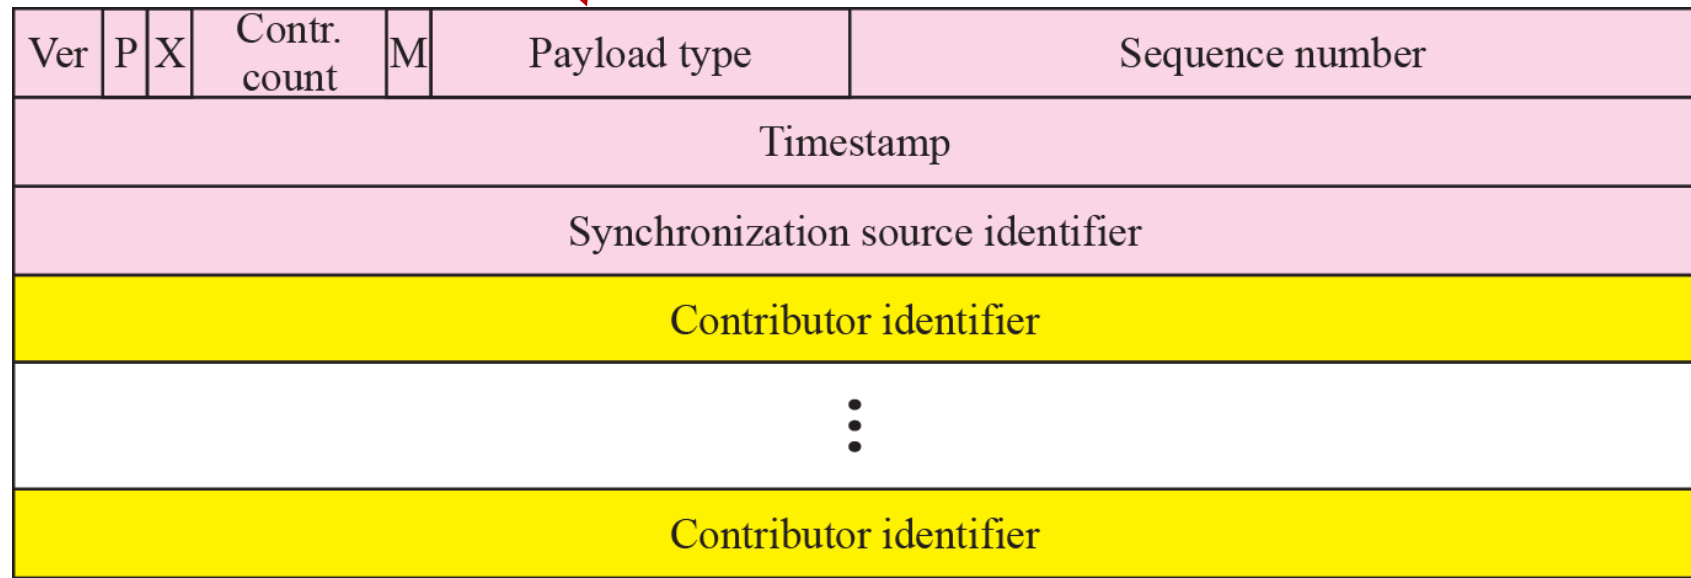 Ver P X Contr. count M Payload type Sequence number
Timestamp
Synchronization source identifier
Contributor identifier
Contributor identifier